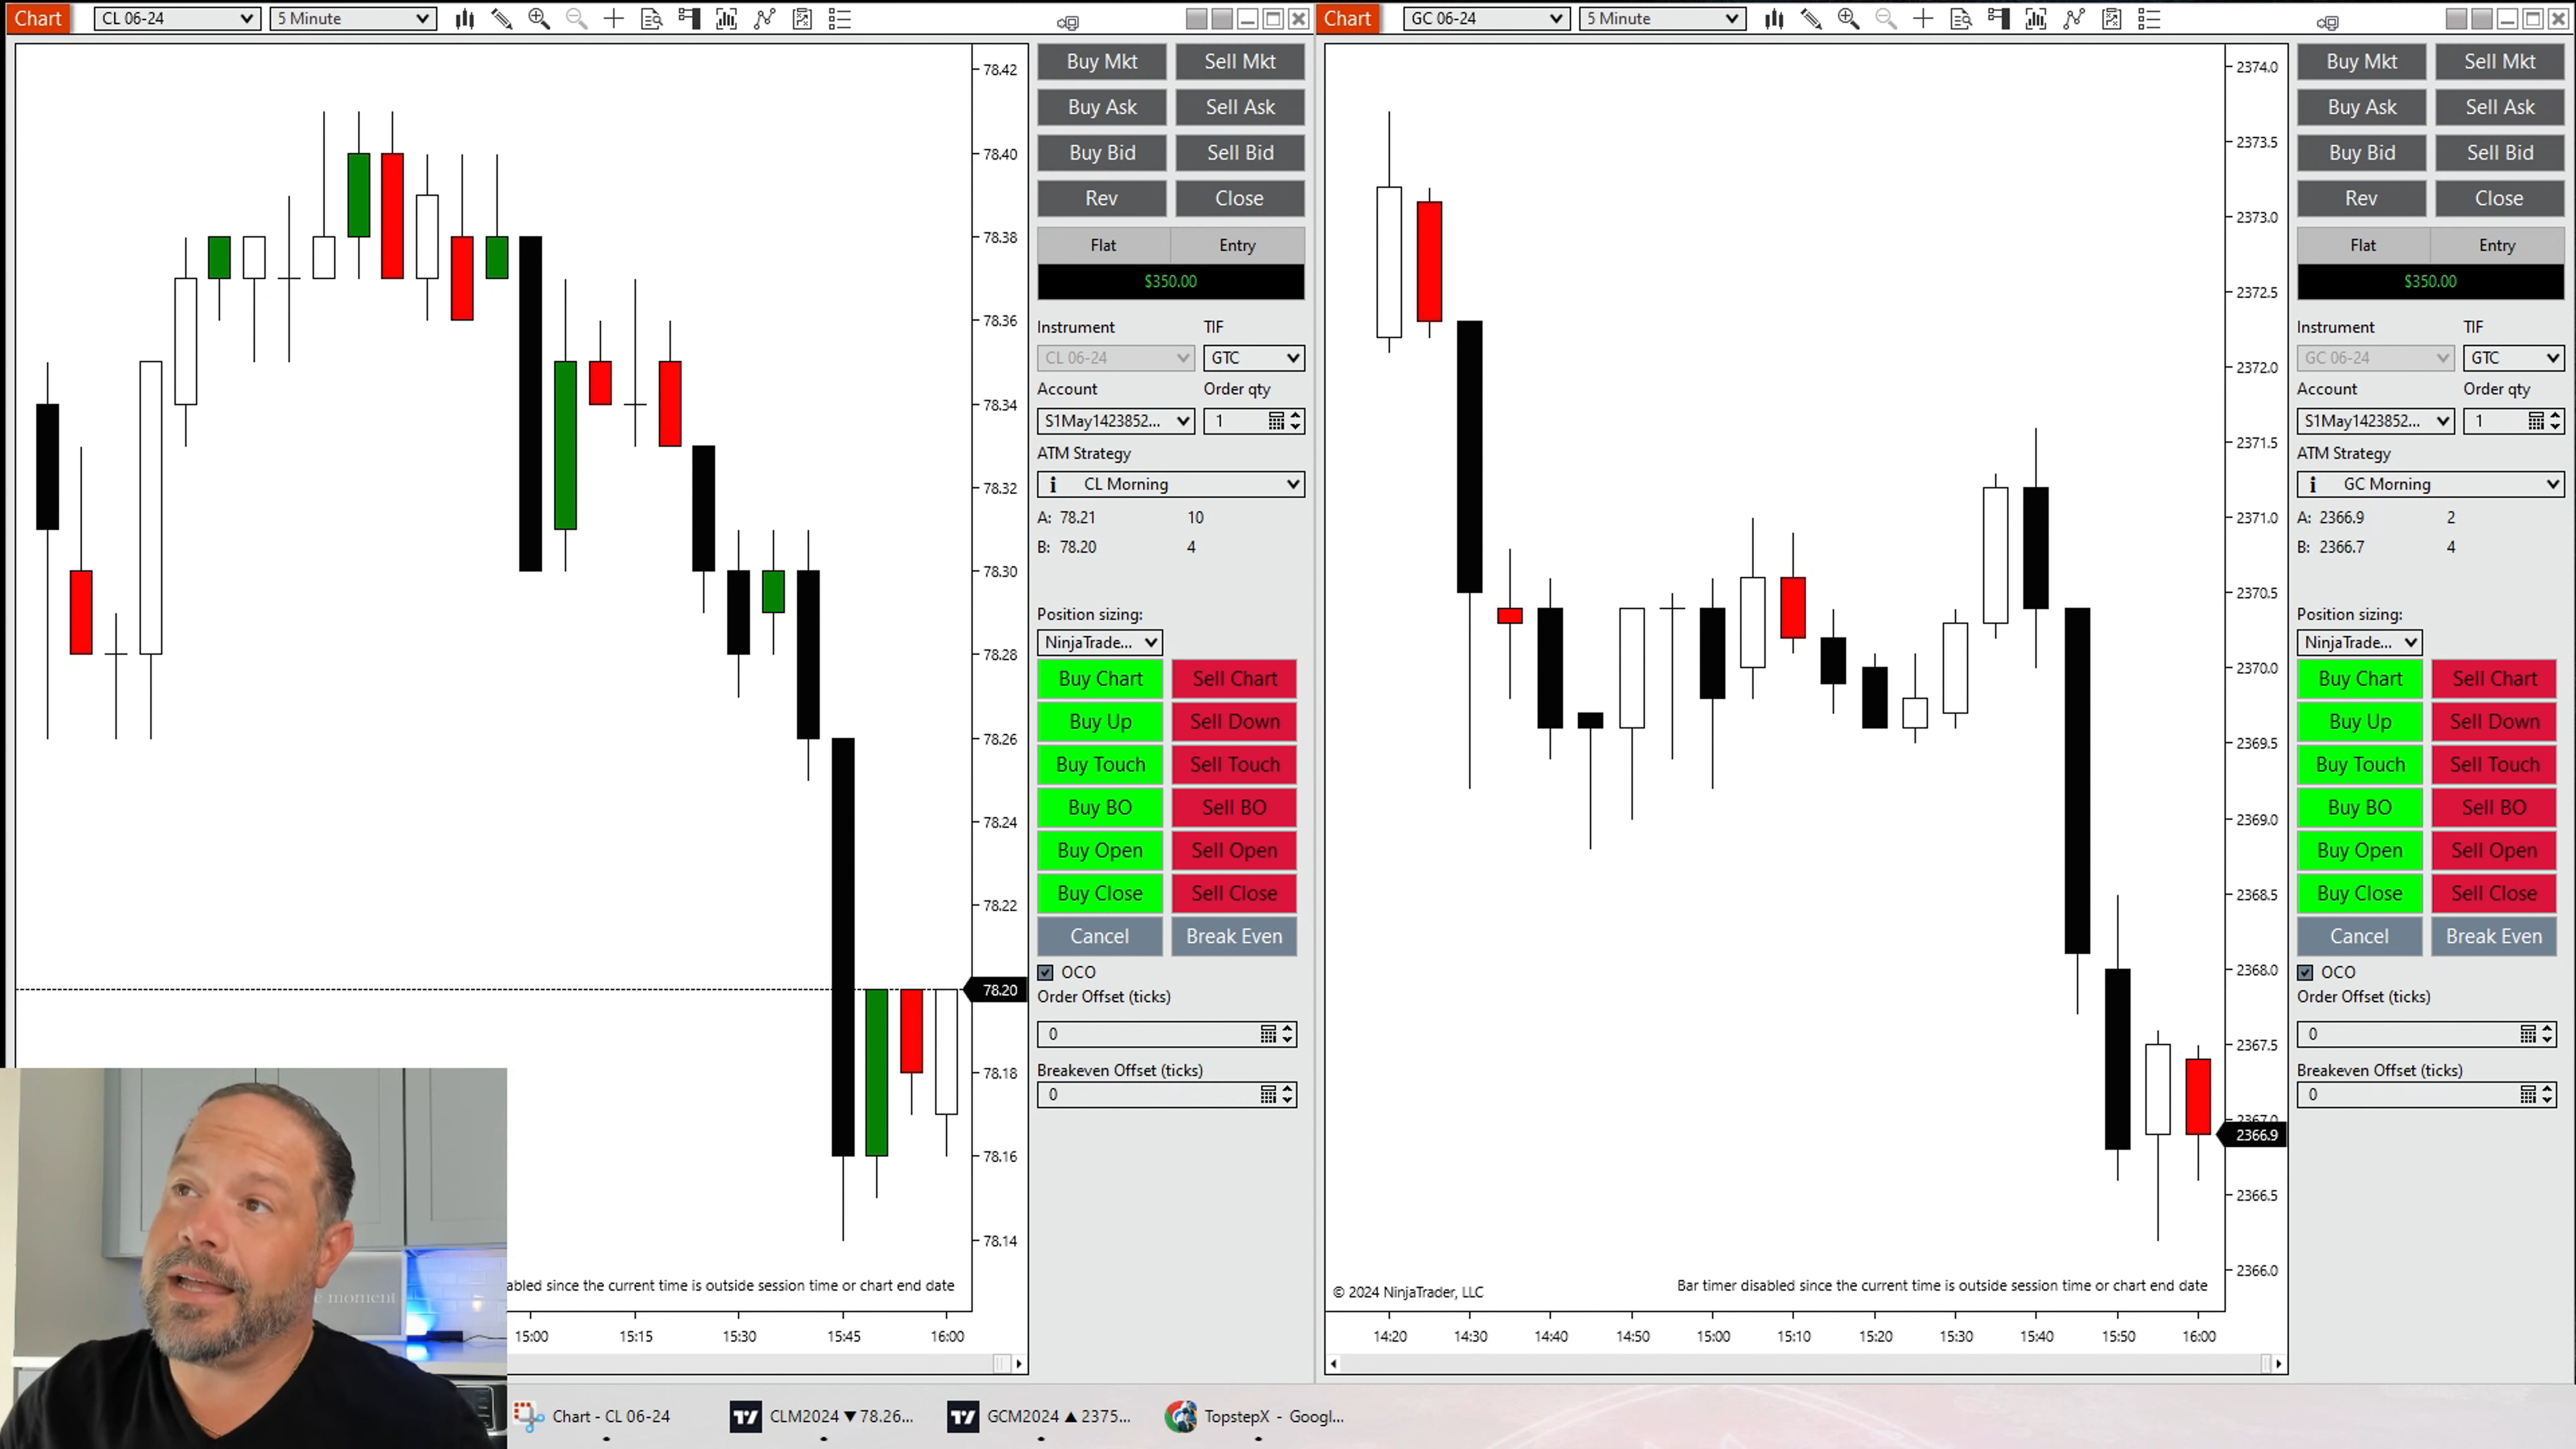 Chart CL 06-24 5 Minute
78.42
78.40
78.38
78.36
78.34
78.32
78.30
78.28
78.26
78.24
78.22
78.20
78.18
78.16
78.14
abled since the current time is outside session time or chart end date
15:00 15:15 15:30 15:45 16:00
Buy Mkt Sell Mkt
Buy Ask Sell Ask
Buy Bid Sell Bid
Rev Close
Flat Entry
$350.00
Instrument TIF
CL 06-24 GTC
Account Order qty
S1May1423852... 1
ATM Strategy
i CL Morning
A: 78.21 10
B: 78.20 4
Position sizing:
NinjaTrade...
Buy Chart Sell Chart
Buy Up Sell Down
Buy Touch Sell Touch
Buy BO Sell BO
Buy Open Sell Open
Buy Close Sell Close
Cancel Break Even
OCO
Order Offset (ticks)
0
Breakeven Offset (ticks)
0
Chart GC 06-24 5 Minute
2374.0
2373.5
2373.0
2372.5
2372.0
2371.5
2371.0
2370.5
2370.0
2369.5
2369.0
2368.5
2368.0
2367.5
2367.0
2366.9
2366.5
2366.0
© 2024 NinjaTrader, LLC Bar timer disabled since the current time is outside session time or chart end date
14:20 14:30 14:40 14:50 15:00 15:10 15:20 15:30 15:40 15:50 16:00
Buy Mkt Sell Mkt
Buy Ask Sell Ask
Buy Bid Sell Bid
Rev Close
Flat Entry
$350.00
Instrument TIF
GC 06-24 GTC
Account Order qty
S1May1423852... 1
ATM Strategy
i GC Morning
A: 2366.9 2
B: 2366.7 4
Position sizing:
NinjaTrade...
Buy Chart Sell Chart
Buy Up Sell Down
Buy Touch Sell Touch
Buy BO Sell BO
Buy Open Sell Open
Buy Close Sell Close
Cancel Break Even
OCO
Order Offset (ticks)
0
Breakeven Offset (ticks)
0
moment
Chart - CL 06-24 CLM2024 ▼ 78.26... GCM2024 ▲ 2375... TopstepX - Googl...